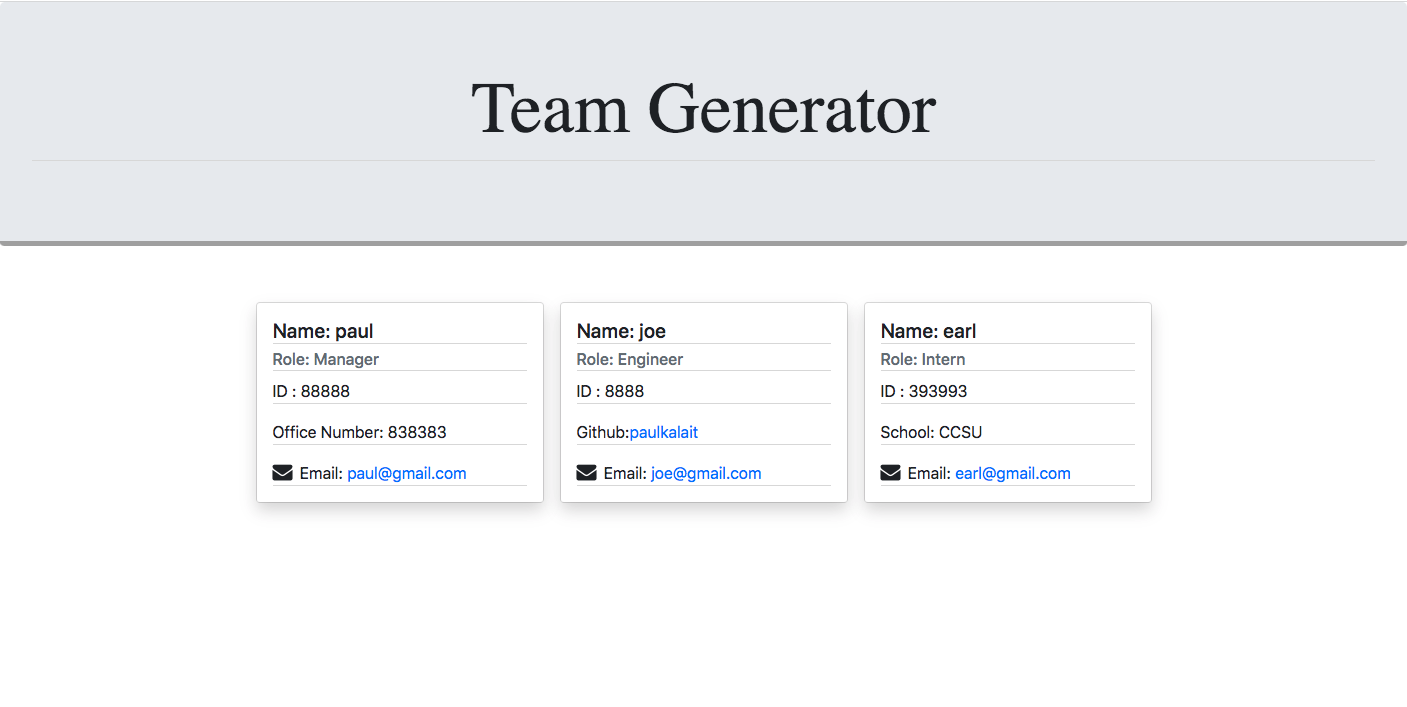 Team Generator
Name: paul
Role: Manager
ID : 88888
Office Number: 838383
Email: paul@gmail.com
Name: joe
Role: Engineer
ID : 8888
Github:paulkalait
Email: joe@gmail.com
Name: earl
Role: Intern
ID : 393993
School: CCSU
Email: earl@gmail.com